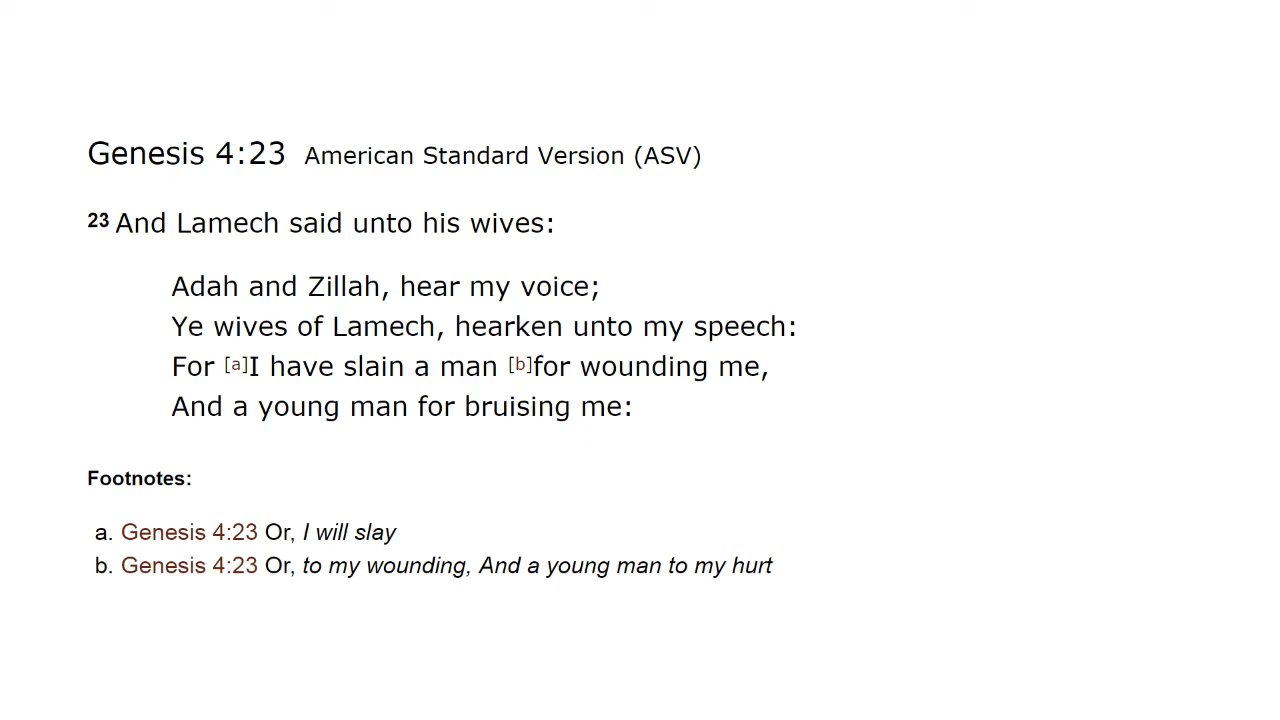 Genesis 4:23 American Standard Version (ASV)
23 And Lamech said unto his wives:
Adah and Zillah, hear my voice;
Ye wives of Lamech, hearken unto my speech:
For [a]I have slain a man [b]for wounding me,
And a young man for bruising me:
Footnotes:
a. Genesis 4:23 Or, I will slay
b. Genesis 4:23 Or, to my wounding, And a young man to my hurt